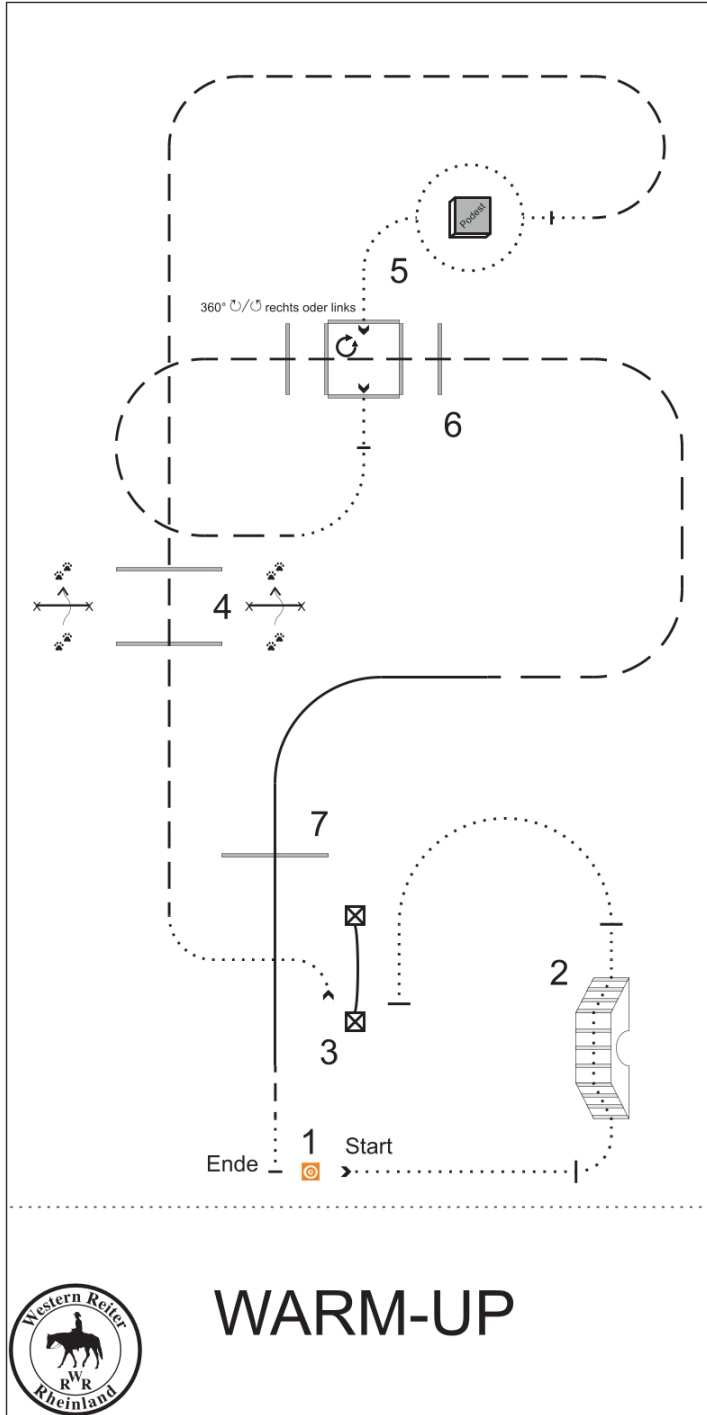 Podest
5
360° ↻/↺ rechts oder links
6
4
7
2
3
1
Start
Ende
WARM-UP
Western Reiter
RWR
Rheinland